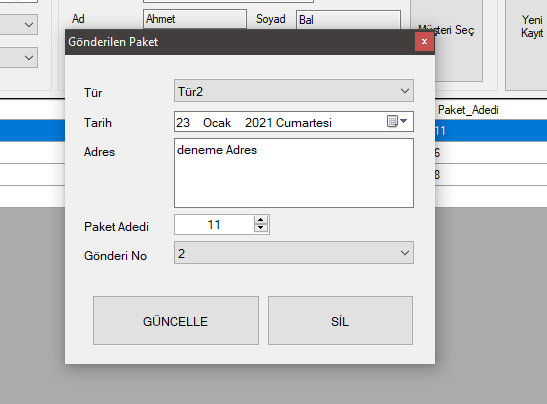 Ad
Ahmet
Soyad
Bal
Müşteri Seç
Yeni
Kayıt
Gönderilen Paket
x
Tür
Tür2
Tarih
23 Ocak 2021 Cumartesi
Adres
deneme Adres
Paket Adedi
11
Gönderi No
2
GÜNCELLE
SİL
Paket_Adedi
11
6
8